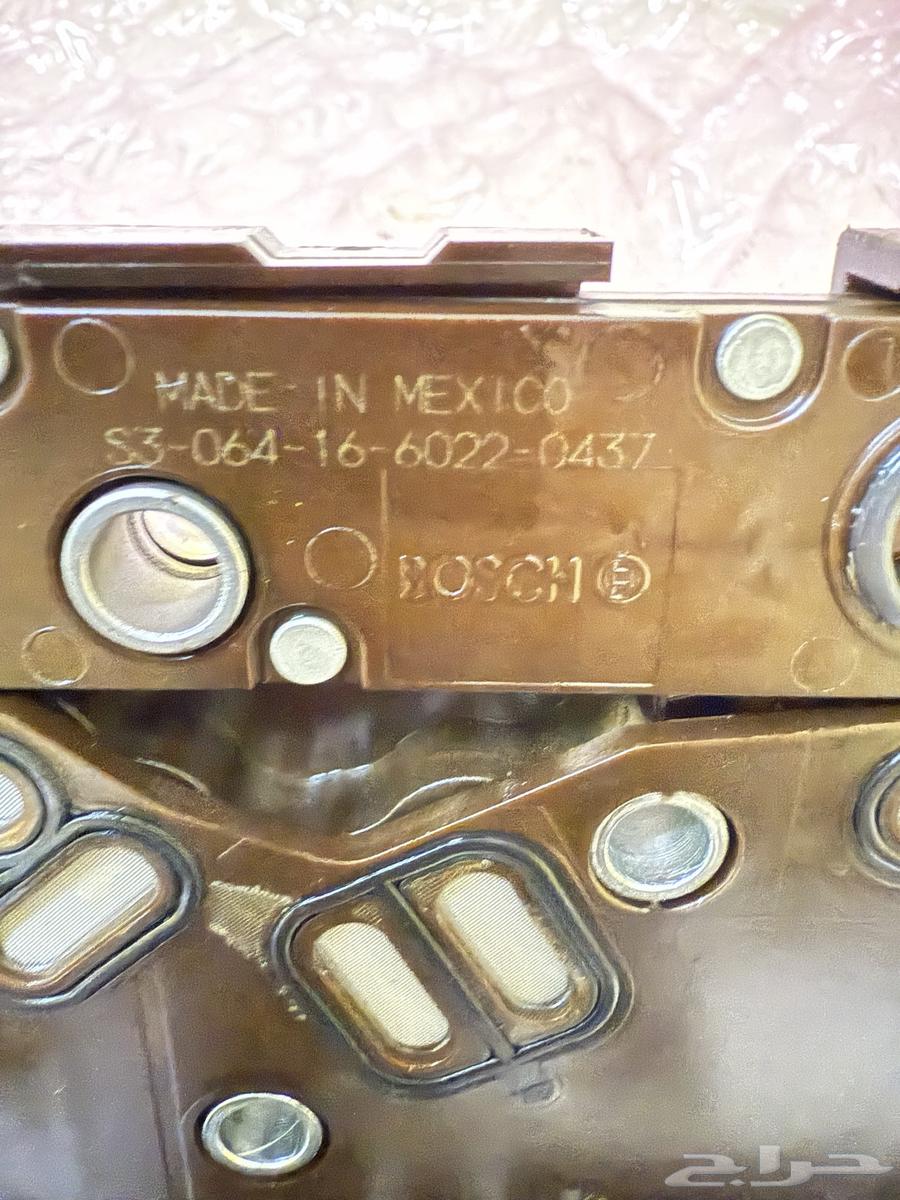 MADE IN MEXICO
S3-064-16-6022-0437
BOSCH
حراج